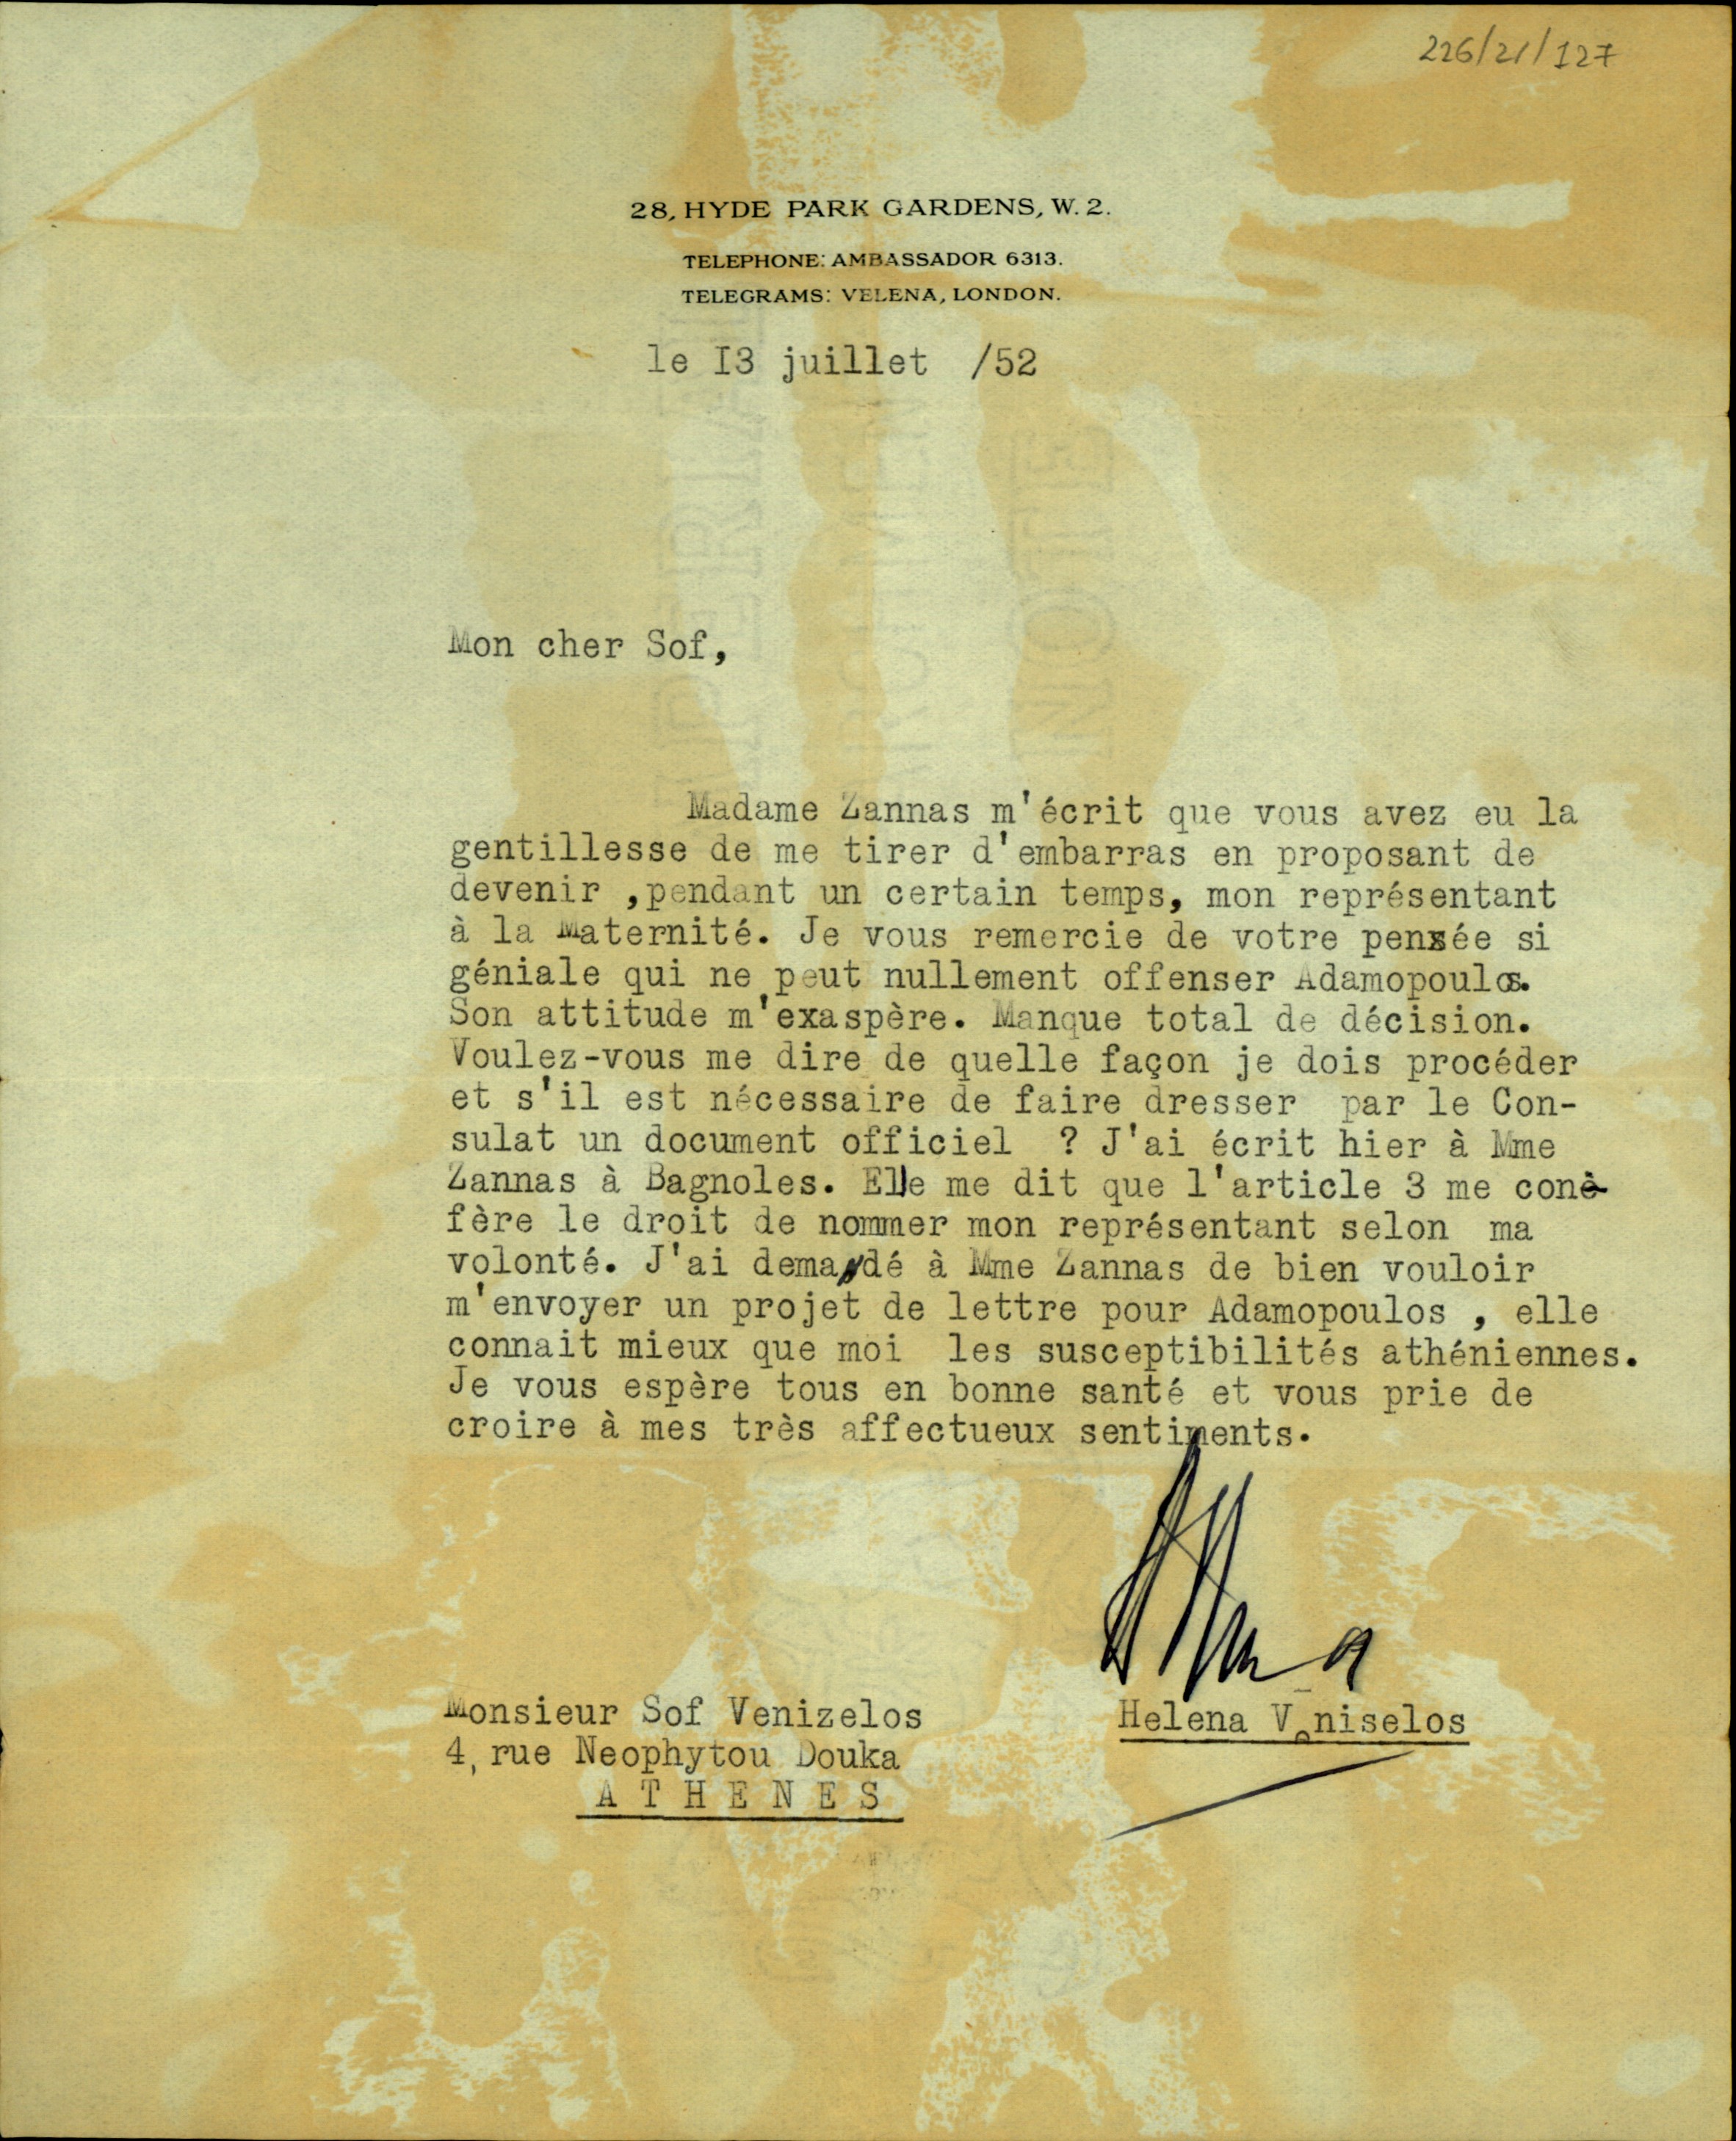 226/21/127
28, HYDE PARK GARDENS, W. 2.
TELEPHONE: AMBASSADOR 6313.
TELEGRAMS: VELENA, LONDON.
le I3 juillet /52
Mon cher Sof,
Madame Zannas m'écrit que vous avez eu la
gentillesse de me tirer d'embarras en proposant de
devenir ,pendant un certain temps, mon représentant
à la Maternité. Je vous remercie de votre pensée si
géniale qui ne peut nullement offenser Adamopoulos.
Son attitude m'exaspère. Manque total de décision.
Voulez-vous me dire de quelle façon je dois procéder
et s'il est nécessaire de faire dresser par le Con-
sulat un document officiel ? J'ai écrit hier à Mme
Zannas à Bagnoles. Elle me dit que l'article 3 me con-
fère le droit de nommer mon représentant selon ma
volonté. J'ai demandé à Mme Zannas de bien vouloir
m'envoyer un projet de lettre pour Adamopoulos , elle
connait mieux que moi les susceptibilités athéniennes.
Je vous espère tous en bonne santé et vous prie de
croire à mes très affectueux sentiments.
Monsieur Sof Venizelos
4, rue Neophytou Douka
A T H E N E S
Helena Veniselos